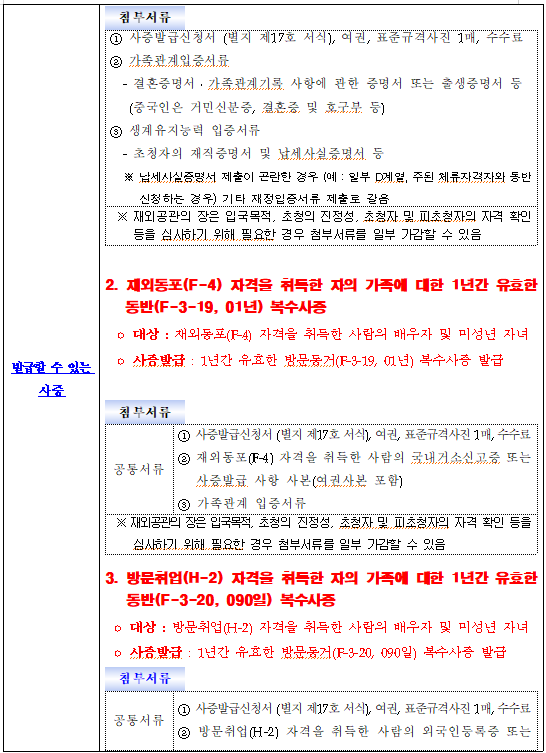 첨부서류
① 사증발급신청서 (별지 제17호 서식), 여권, 표준규격사진 1매, 수수료
② 가족관계입증서류
- 결혼증명서 · 가족관계기록 사항에 관한 증명서 또는 출생증명서 등
(중국인은 거민신분증, 결혼증 및 호구부 등)
③ 생계유지능력 입증서류
- 초청자의 재직증명서 및 납세사실증명서 등
※ 납세사실증명서 제출이 곤란한 경우 (예 : 일부 D계열, 주된 체류자격자와 동반
신청하는 경우) 기타 재정입증서류 제출로 갈음
※ 재외공관의 장은 입국목적, 초청의 진정성, 초청자 및 피초청자의 자격 확인
등을 심사하기 위해 필요한 경우 첨부서류를 일부 가감할 수 있음
2. 재외동포(F-4) 자격을 취득한 자의 가족에 대한 1년간 유효한
동반(F-3-19, 01년) 복수사증
○ 대상 : 재외동포(F-4) 자격을 취득한 사람의 배우자 및 미성년 자녀
○ 사증발급 : 1년간 유효한 방문동거(F-3-19, 01년) 복수사증 발급
발급할 수 있는
사증
첨부서류
공통서류
① 사증발급신청서 (별지 제17호 서식), 여권, 표준규격사진 1매, 수수료
② 재외동포(F-4) 자격을 취득한 사람의 국내거소신고증 또는
사증발급 사항 사본(여권사본 포함)
③ 가족관계 입증서류
※ 재외공관의 장은 입국목적, 초청의 진정성, 초청자 및 피초청자의 자격 확인 등을
심사하기 위해 필요한 경우 첨부서류를 일부 가감할 수 있음
3. 방문취업(H-2) 자격을 취득한 자의 가족에 대한 1년간 유효한
동반(F-3-20, 090일) 복수사증
○ 대상 : 방문취업(H-2) 자격을 취득한 사람의 배우자 및 미성년 자녀
○ 사증발급 : 1년간 유효한 방문동거(F-3-20, 090일) 복수사증 발급
첨부서류
공통서류
① 사증발급신청서 (별지 제17호 서식), 여권, 표준규격사진 1매, 수수료
② 방문취업(H-2) 자격을 취득한 사람의 외국인등록증 또는